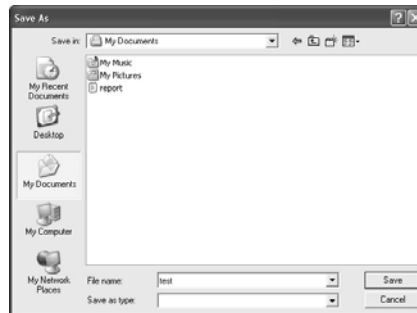 Save As
Save in:
My Documents
My Recent
Documents
Desktop
My Documents
My Computer
My Network
Places
My Music
My Pictures
report
File name:
test
Save
Save as type:
Cancel